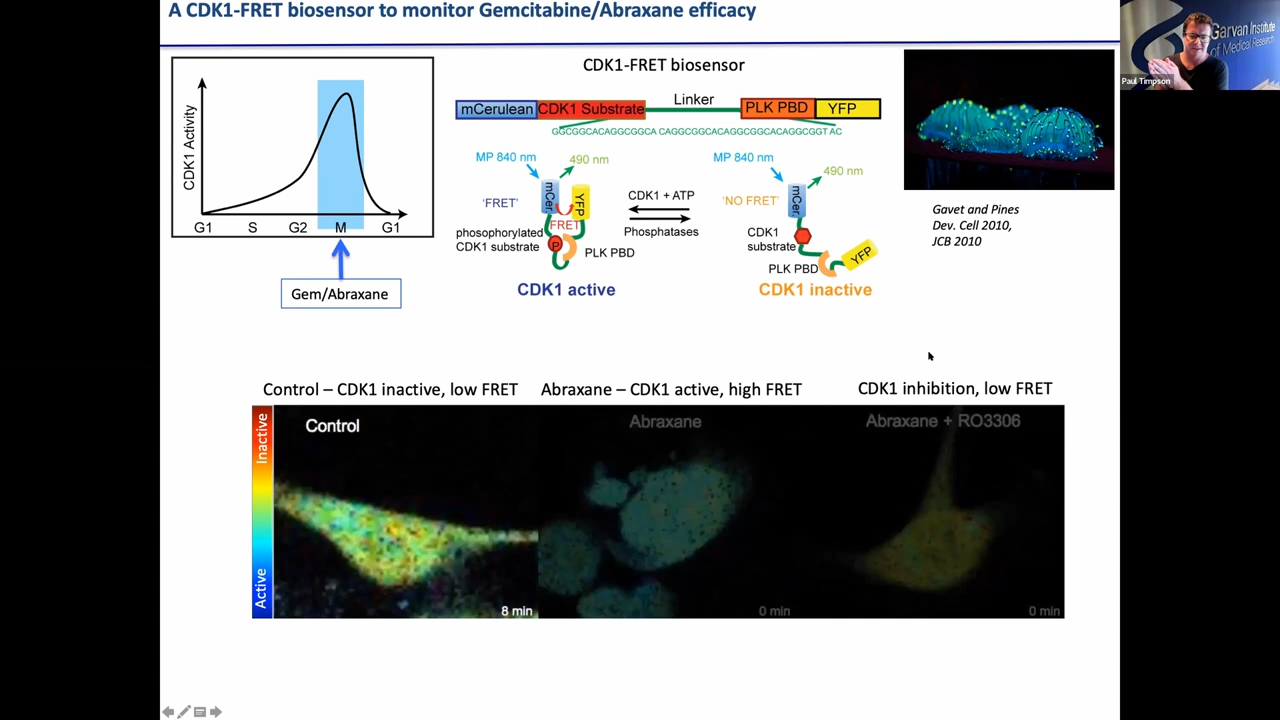 A CDK1-FRET biosensor to monitor Gemcitabine/Abraxane efficacy
Garvan Institute
of Medical Research
Paul Timpson
CDK1 Activity
G1 S G2 M G1
Gem/Abraxane
CDK1-FRET biosensor
mCerulean CDK1 Substrate Linker PLK PBD YFP
GGCGGCACAGGCGGCA CAGGCGGCACAGGCGGCACAGGCGGT AC
MP 840 nm
490 nm
'FRET'
mCer.
YFP
FRET
phosophorylated
CDK1 substrate
P
PLK PBD
CDK1 active
CDK1 + ATP
Phosphatases
MP 840 nm
490 nm
'NO FRET'
mCer.
CDK1
substrate
PLK PBD
YFP
CDK1 inactive
Gavet and Pines
Dev. Cell 2010,
JCB 2010
Control – CDK1 inactive, low FRET
Abraxane – CDK1 active, high FRET
CDK1 inhibition, low FRET
Inactive
Active
Control
8 min
Abraxane
0 min
Abraxane + RO3306
0 min